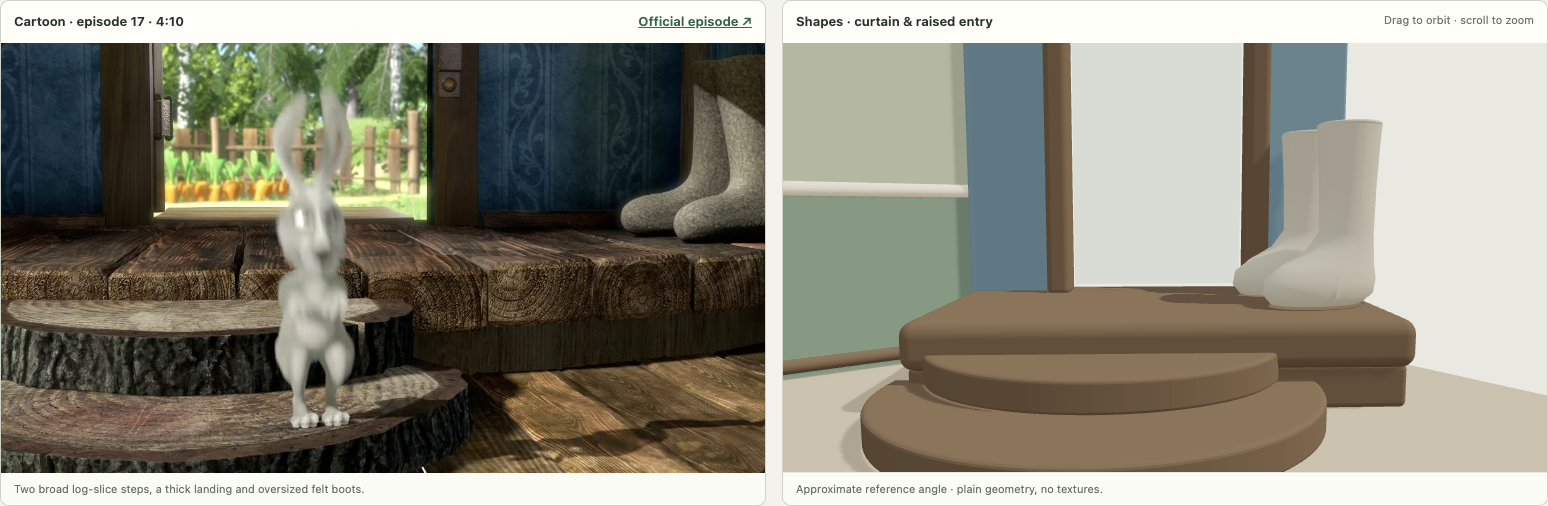 Cartoon · episode 17 · 4:10
Official episode ↗
Two broad log-slice steps, a thick landing and oversized felt boots.
Shapes · curtain & raised entry
Drag to orbit · scroll to zoom
Approximate reference angle · plain geometry, no textures.